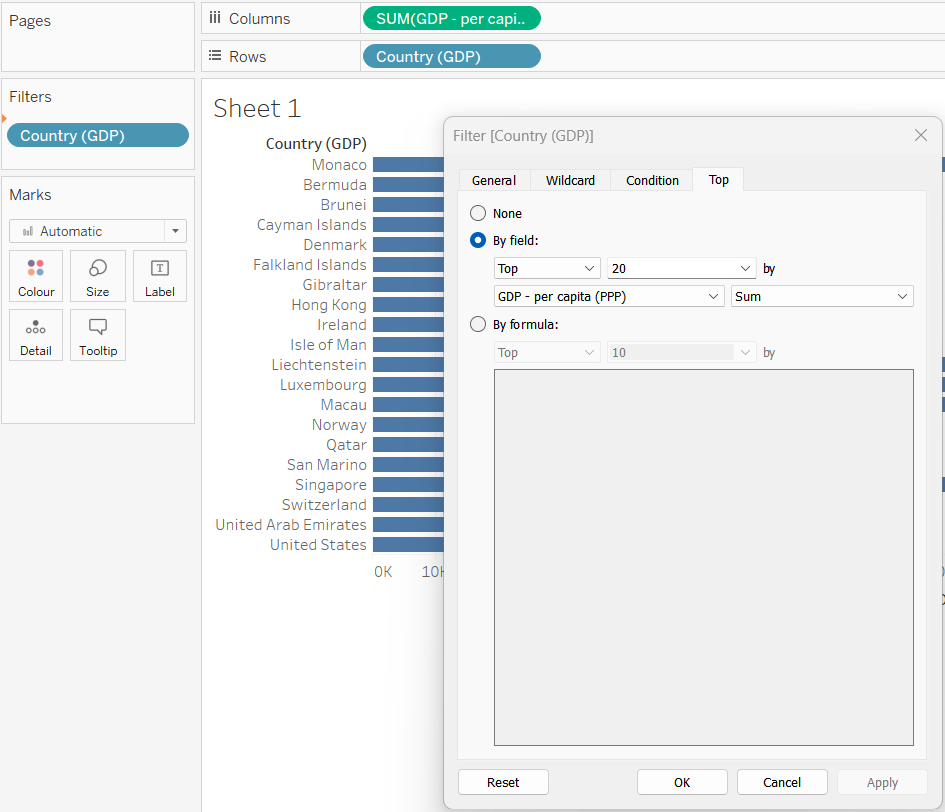 Pages
Columns
SUM(GDP - per capi..
Rows
Country (GDP)
Filters
Country (GDP)
Marks
Automatic
Colour
Size
Label
Detail
Tooltip
Sheet 1
Country (GDP)
Monaco
Bermuda
Brunei
Cayman Islands
Denmark
Falkland Islands
Gibraltar
Hong Kong
Ireland
Isle of Man
Liechtenstein
Luxembourg
Macau
Norway
Qatar
San Marino
Singapore
Switzerland
United Arab Emirates
United States
0K 10K
Filter [Country (GDP)]
General Wildcard Condition Top
None
By field:
Top 20 by
GDP - per capita (PPP) Sum
By formula:
Top 10 by
Reset OK Cancel Apply